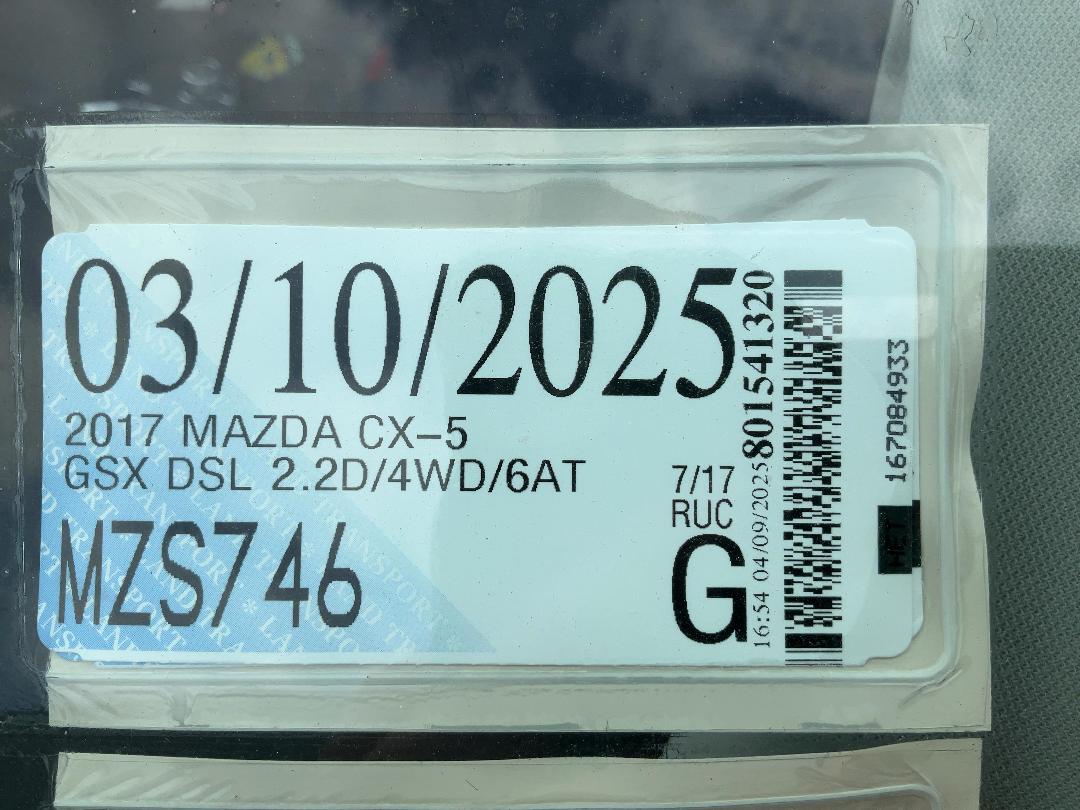 03/10/2025
2017 MAZDA CX-5
GSX DSL 2.2D/4WD/6AT
7/17
RUC
MZS746
G
16:54 04/09/2025
801541320
167084933